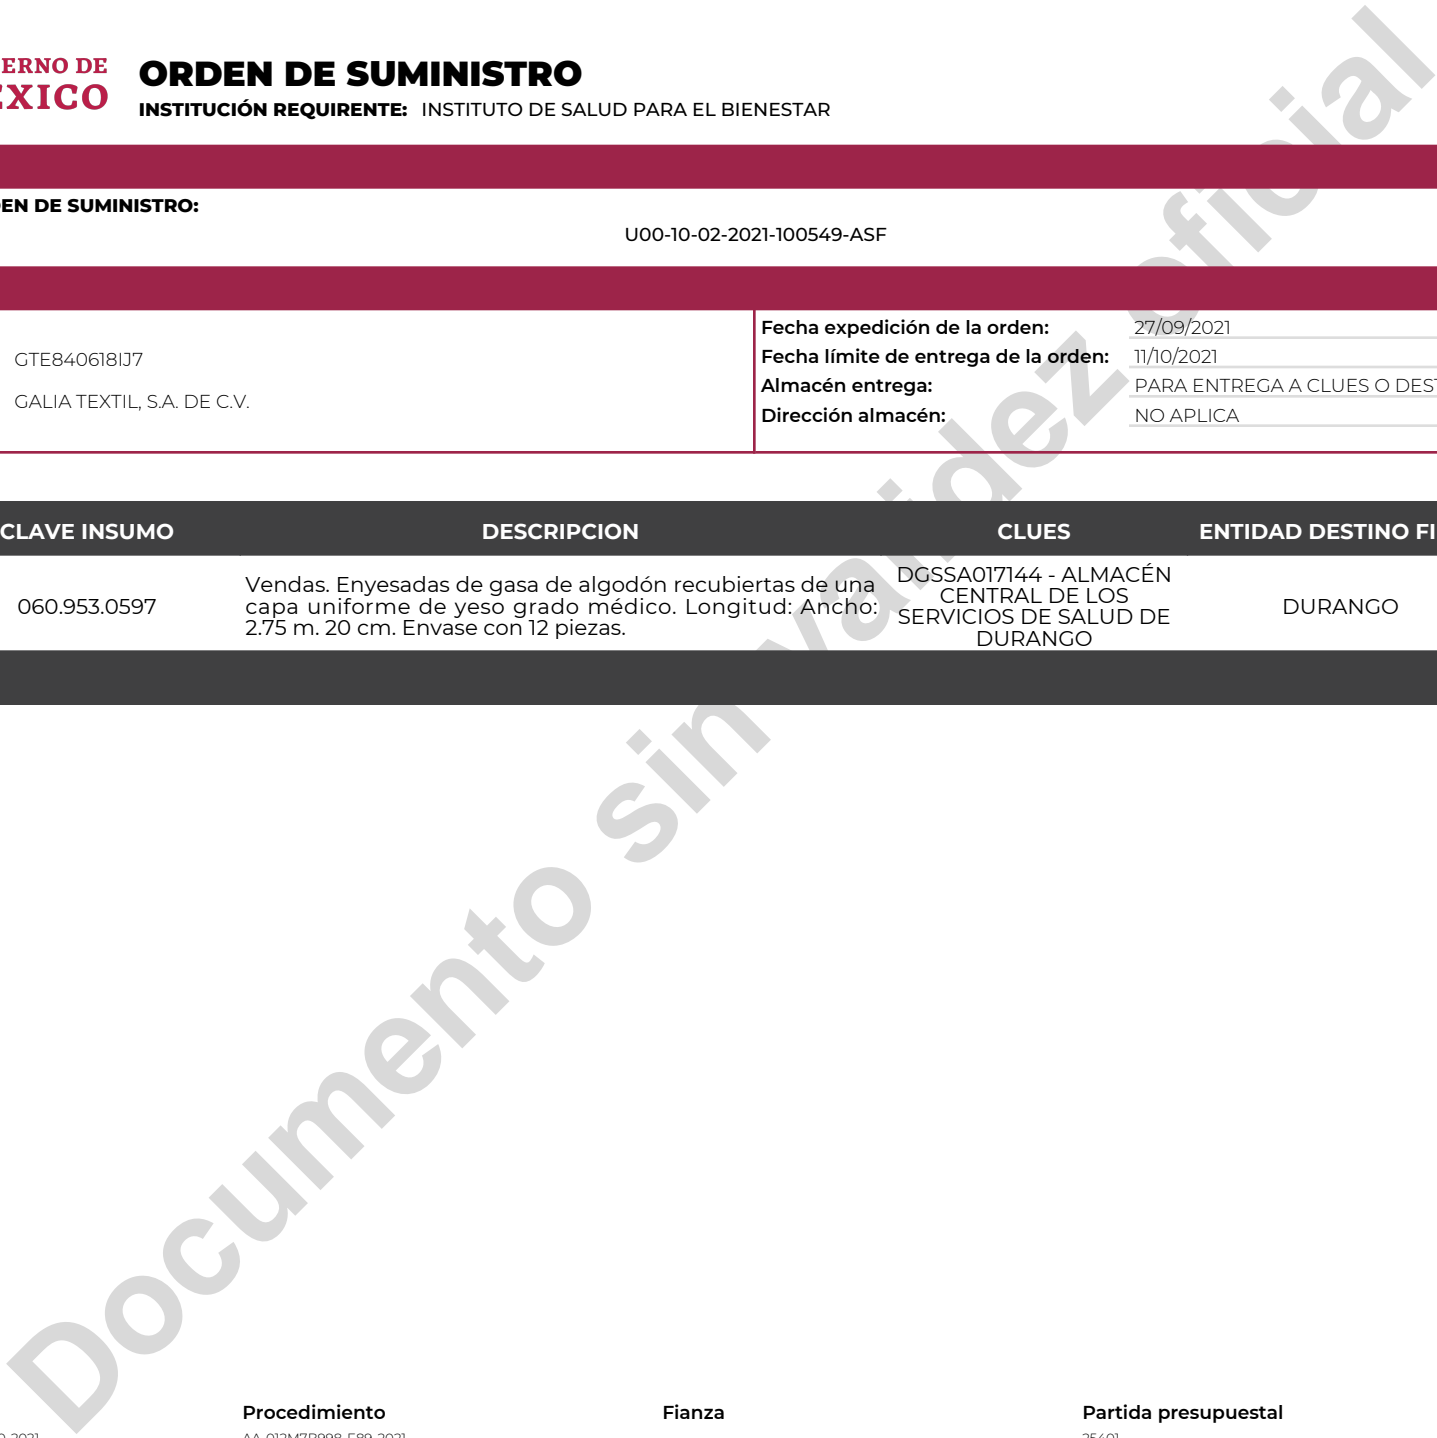 ERNO DE
EXICO
ORDEN DE SUMINISTRO
INSTITUCIÓN REQUIRENTE: INSTITUTO DE SALUD PARA EL BIENESTAR
EN DE SUMINISTRO:
U00-10-02-2021-100549-ASF
GTE840618IJ7
GALIA TEXTIL, S.A. DE C.V.
Fecha expedición de la orden: 27/09/2021
Fecha límite de entrega de la orden: 11/10/2021
Almacén entrega: PARA ENTREGA A CLUES O DEST
Dirección almacén: NO APLICA
CLAVE INSUMO DESCRIPCION CLUES ENTIDAD DESTINO FI
060.953.0597
Vendas. Enyesadas de gasa de algodón recubiertas de una
capa uniforme de yeso grado médico. Longitud: Ancho:
2.75 m. 20 cm. Envase con 12 piezas.
DGSSA017144 - ALMACÉN
CENTRAL DE LOS
SERVICIOS DE SALUD DE
DURANGO
DURANGO
Documento sin validez oficial
Procedimiento Fianza Partida presupuestal